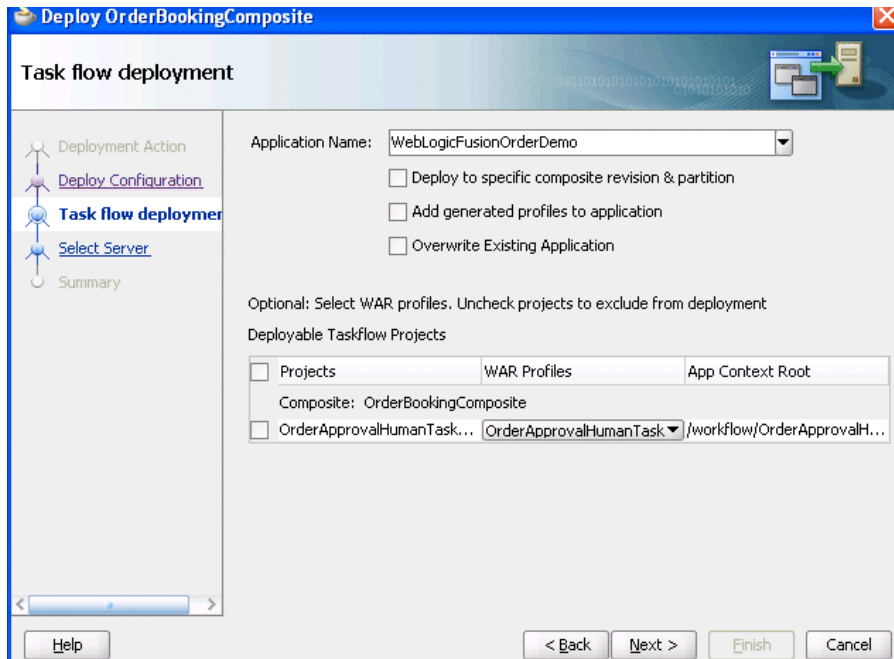 Deploy OrderBookingComposite
Task flow deployment
Deployment Action
Deploy Configuration
Task flow deploymer
Select Server
Summary
Application Name: WebLogicFusionOrderDemo
Deploy to specific composite revision & partition
Add generated profiles to application
Overwrite Existing Application
Optional: Select WAR profiles. Uncheck projects to exclude from deployment
Deployable Taskflow Projects
Projects WAR Profiles App Context Root
Composite: OrderBookingComposite
OrderApprovalHumanTask... OrderApprovalHumanTask /workflow/OrderApprovalH...
Help < Back Next > Finish Cancel